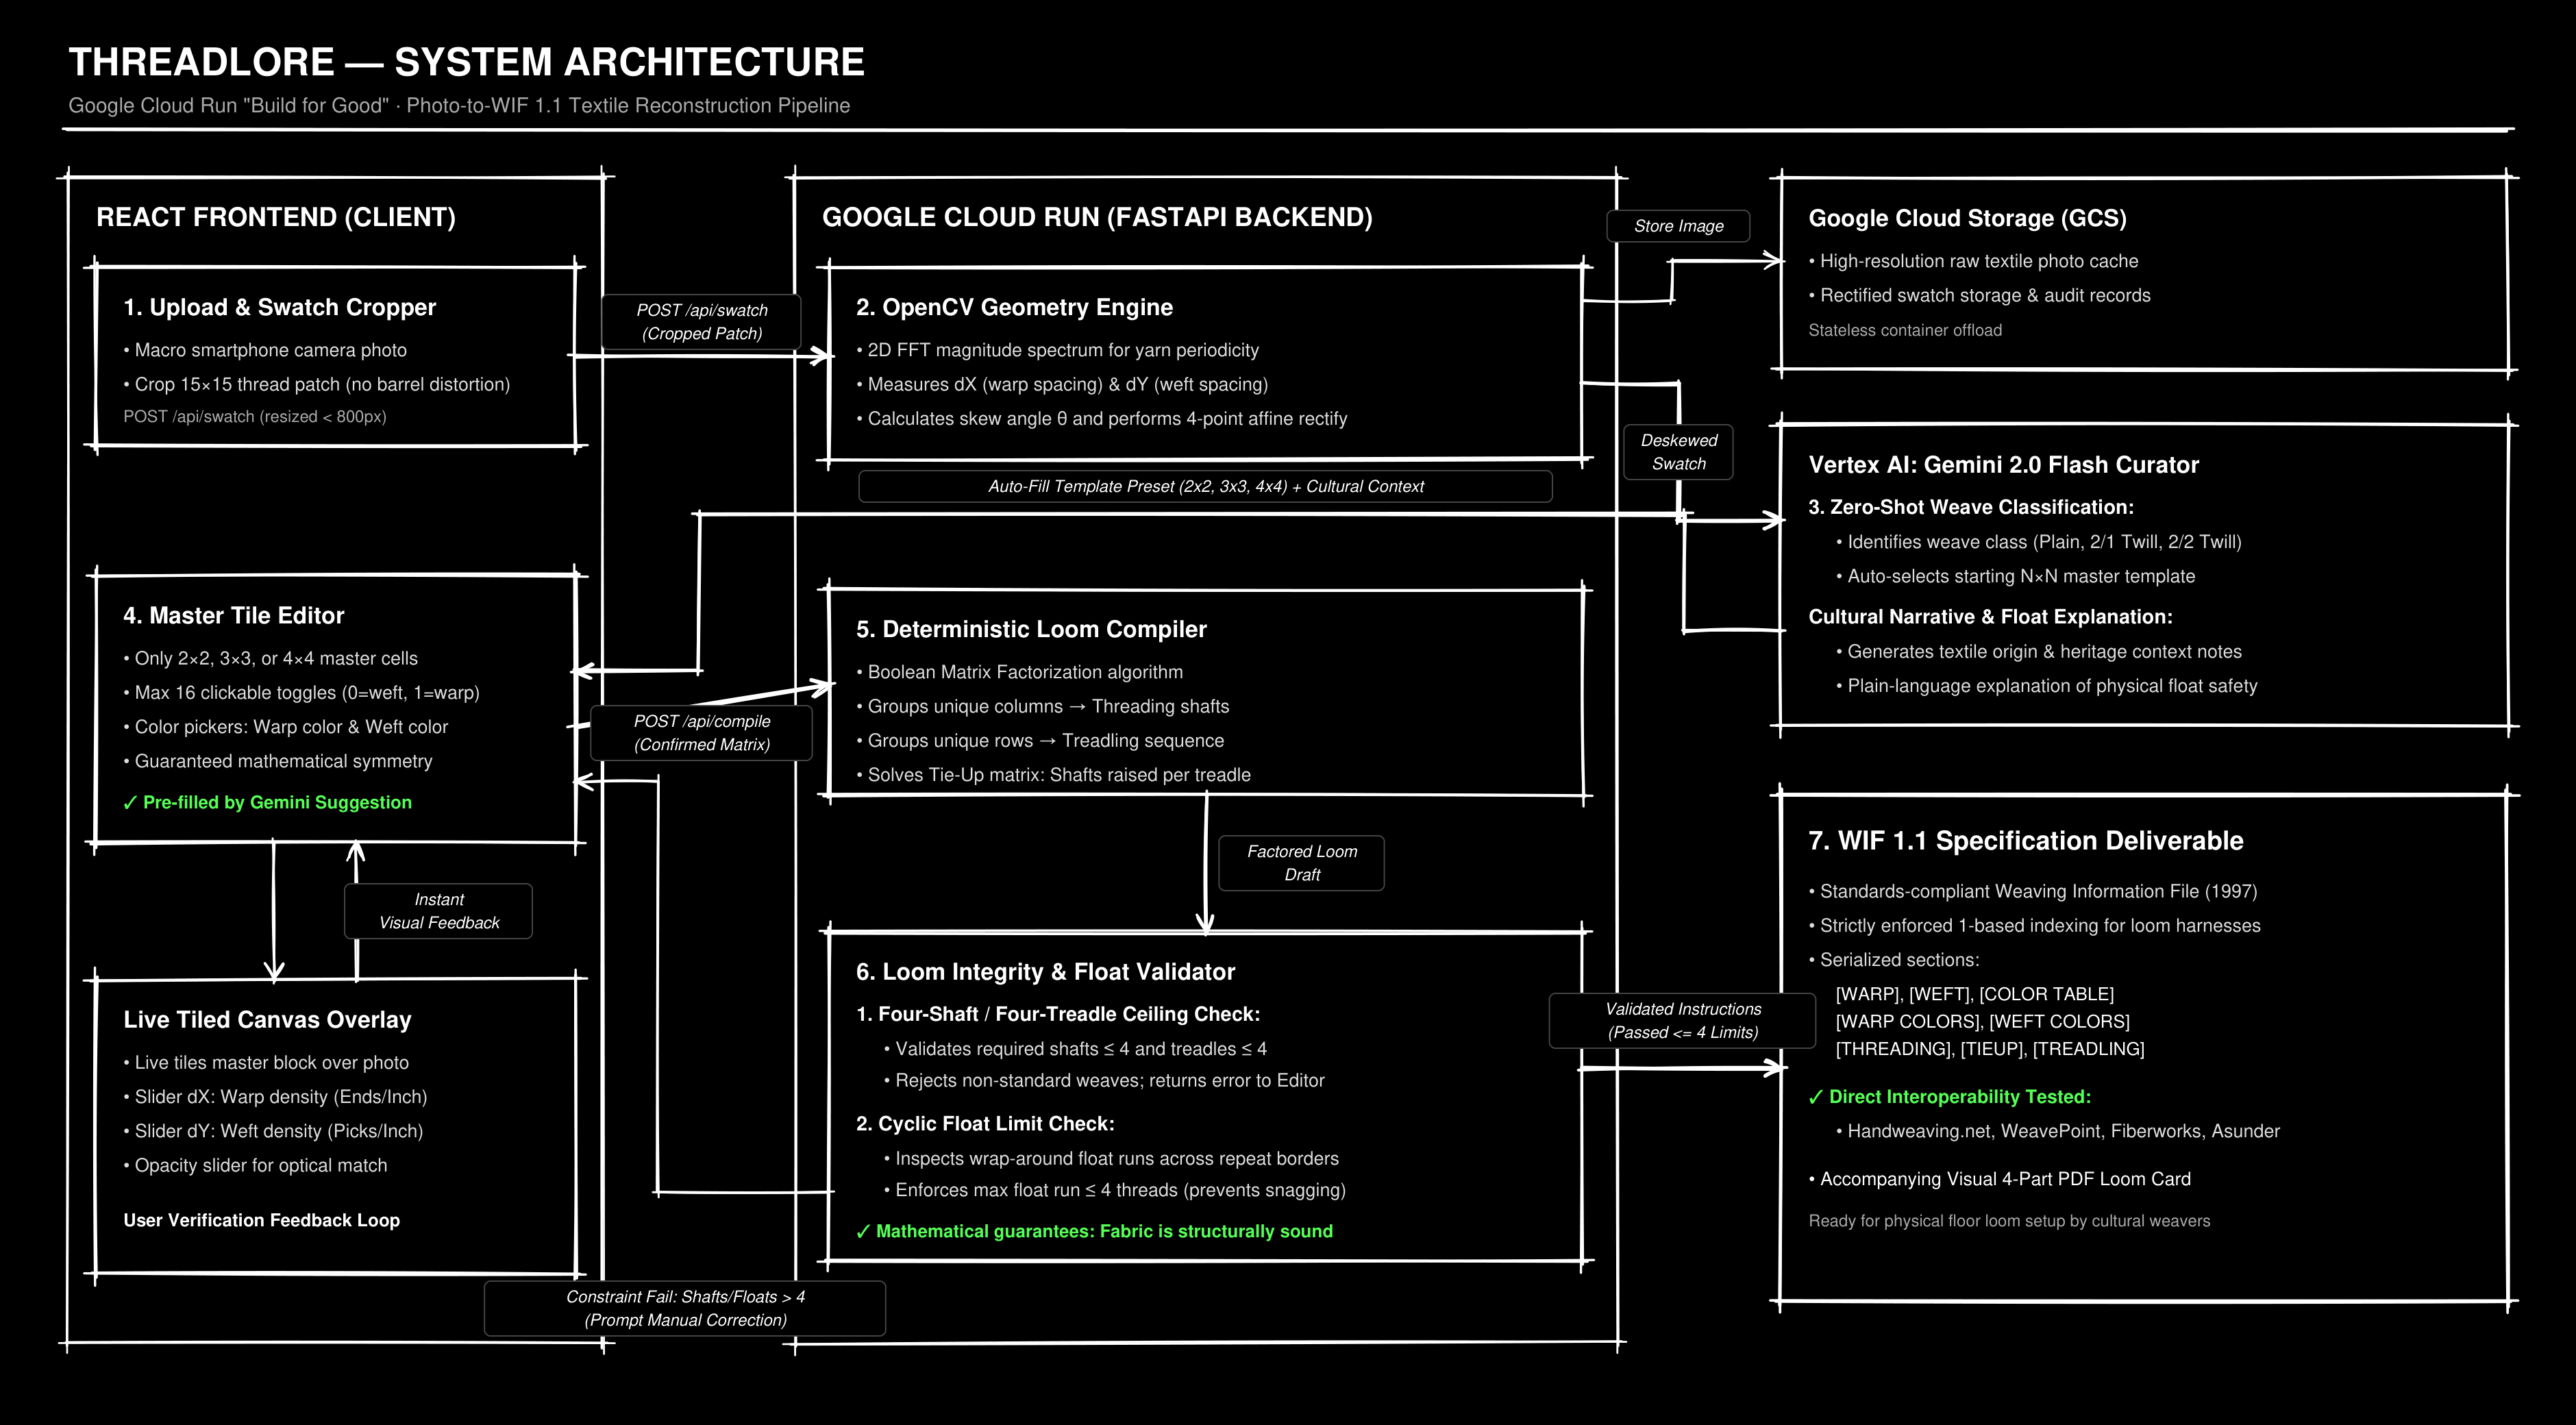 THREADLORE — SYSTEM ARCHITECTURE
Google Cloud Run "Build for Good" · Photo-to-WIF 1.1 Textile Reconstruction Pipeline
REACT FRONTEND (CLIENT)
1. Upload & Swatch Cropper
• Macro smartphone camera photo
• Crop 15×15 thread patch (no barrel distortion)
POST /api/swatch (resized < 800px)
POST /api/swatch
(Cropped Patch)
4. Master Tile Editor
• Only 2×2, 3×3, or 4×4 master cells
• Max 16 clickable toggles (0=weft, 1=warp)
• Color pickers: Warp color & Weft color
• Guaranteed mathematical symmetry
✓ Pre-filled by Gemini Suggestion
POST /api/compile
(Confirmed Matrix)
Instant
Visual Feedback
Live Tiled Canvas Overlay
• Live tiles master block over photo
• Slider dX: Warp density (Ends/Inch)
• Slider dY: Weft density (Picks/Inch)
• Opacity slider for optical match
User Verification Feedback Loop
Constraint Fail: Shafts/Floats > 4
(Prompt Manual Correction)
GOOGLE CLOUD RUN (FASTAPI BACKEND)
2. OpenCV Geometry Engine
• 2D FFT magnitude spectrum for yarn periodicity
• Measures dX (warp spacing) & dY (weft spacing)
• Calculates skew angle θ and performs 4-point affine rectify
Auto-Fill Template Preset (2x2, 3x3, 4x4) + Cultural Context
5. Deterministic Loom Compiler
• Boolean Matrix Factorization algorithm
• Groups unique columns → Threading shafts
• Groups unique rows → Treadling sequence
• Solves Tie-Up matrix: Shafts raised per treadle
Factored Loom
Draft
6. Loom Integrity & Float Validator
1. Four-Shaft / Four-Treadle Ceiling Check:
• Validates required shafts ≤ 4 and treadles ≤ 4
• Rejects non-standard weaves; returns error to Editor
2. Cyclic Float Limit Check:
• Inspects wrap-around float runs across repeat borders
• Enforces max float run ≤ 4 threads (prevents snagging)
✓ Mathematical guarantees: Fabric is structurally sound
Store Image
Deskewed
Swatch
Validated Instructions
(Passed <= 4 Limits)
Google Cloud Storage (GCS)
• High-resolution raw textile photo cache
• Rectified swatch storage & audit records
Stateless container offload
Vertex AI: Gemini 2.0 Flash Curator
3. Zero-Shot Weave Classification:
• Identifies weave class (Plain, 2/1 Twill, 2/2 Twill)
• Auto-selects starting N×N master template
Cultural Narrative & Float Explanation:
• Generates textile origin & heritage context notes
• Plain-language explanation of physical float safety
7. WIF 1.1 Specification Deliverable
• Standards-compliant Weaving Information File (1997)
• Strictly enforced 1-based indexing for loom harnesses
• Serialized sections:
[WARP], [WEFT], [COLOR TABLE]
[WARP COLORS], [WEFT COLORS]
[THREADING], [TIEUP], [TREADLING]
✓ Direct Interoperability Tested:
• Handweaving.net, WeavePoint, Fiberworks, Asunder
• Accompanying Visual 4-Part PDF Loom Card
Ready for physical floor loom setup by cultural weavers